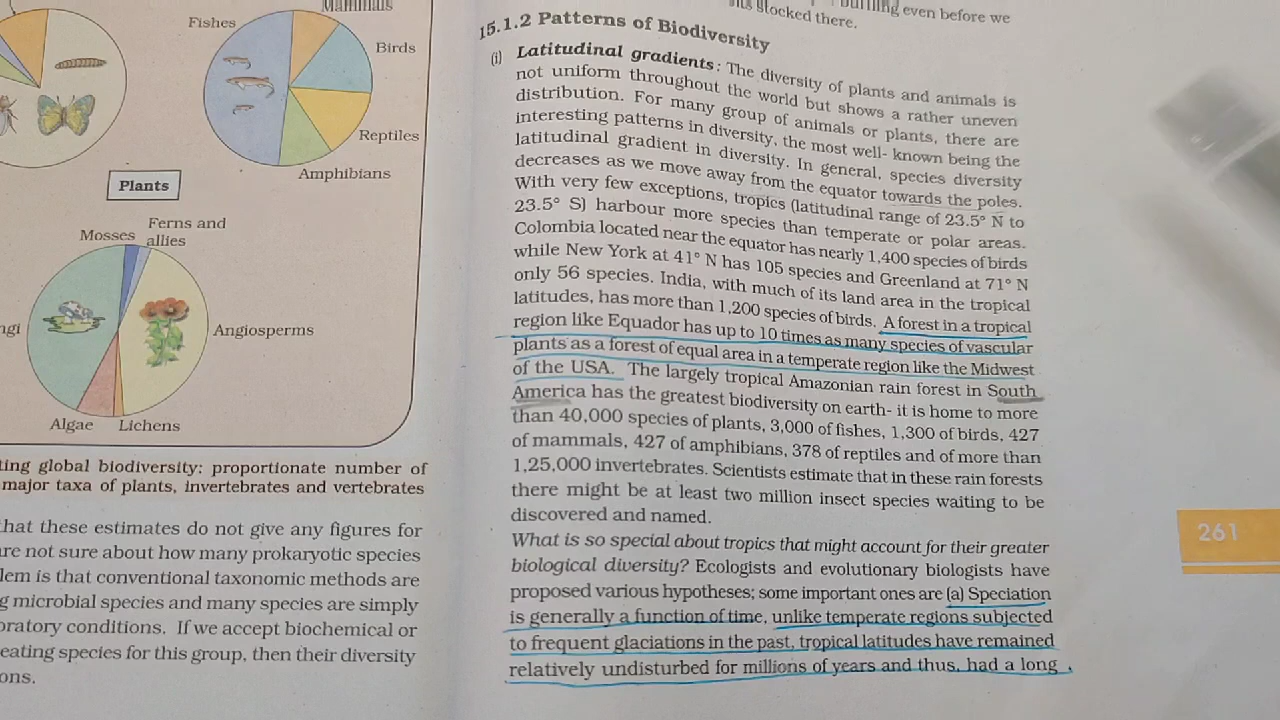 Mammals
Fishes
Birds
Reptiles
Amphibians
Plants
Ferns and
Mosses allies
Angiosperms
Algae Lichens
global biodiversity: proportionate number of
major taxa of plants, invertebrates and vertebrates
that these estimates do not give any figures for
not sure about how many prokaryotic species
is that conventional taxonomic methods are
microbial species and many species are simply
conditions. If we accept biochemical or
species for this group, then their diversity
even before we
stocked there.
15.1.2 Patterns of Biodiversity
(i) Latitudinal gradients: The diversity of plants and animals is
not uniform throughout the world but shows a rather uneven
distribution. For many group of animals or plants, there are
interesting patterns in diversity, the most well- known being the
latitudinal gradient in diversity. In general, species diversity
decreases as we move away from the equator towards the poles.
With very few exceptions, tropics (latitudinal range of 23.5° N to
23.5° S) harbour more species than temperate or polar areas.
Colombia located near the equator has nearly 1,400 species of birds
while New York at 41° N has 105 species and Greenland at 71° N
only 56 species. India, with much of its land area in the tropical
latitudes, has more than 1,200 species of birds. A forest in a tropical
region like Equador has up to 10 times as many species of vascular
plants as a forest of equal area in a temperate region like the Midwest
of the USA. The largely tropical Amazonian rain forest in South
America has the greatest biodiversity on earth- it is home to more
than 40,000 species of plants, 3,000 of fishes, 1,300 of birds, 427
of mammals, 427 of amphibians, 378 of reptiles and of more than
1,25,000 invertebrates. Scientists estimate that in these rain forests
there might be at least two million insect species waiting to be
discovered and named.
What is so special about tropics that might account for their greater
biological diversity? Ecologists and evolutionary biologists have
proposed various hypotheses; some important ones are (a) Speciation
is generally a function of time, unlike temperate regions subjected
to frequent glaciations in the past, tropical latitudes have remained
relatively undisturbed for millions of years and thus, had a long
261